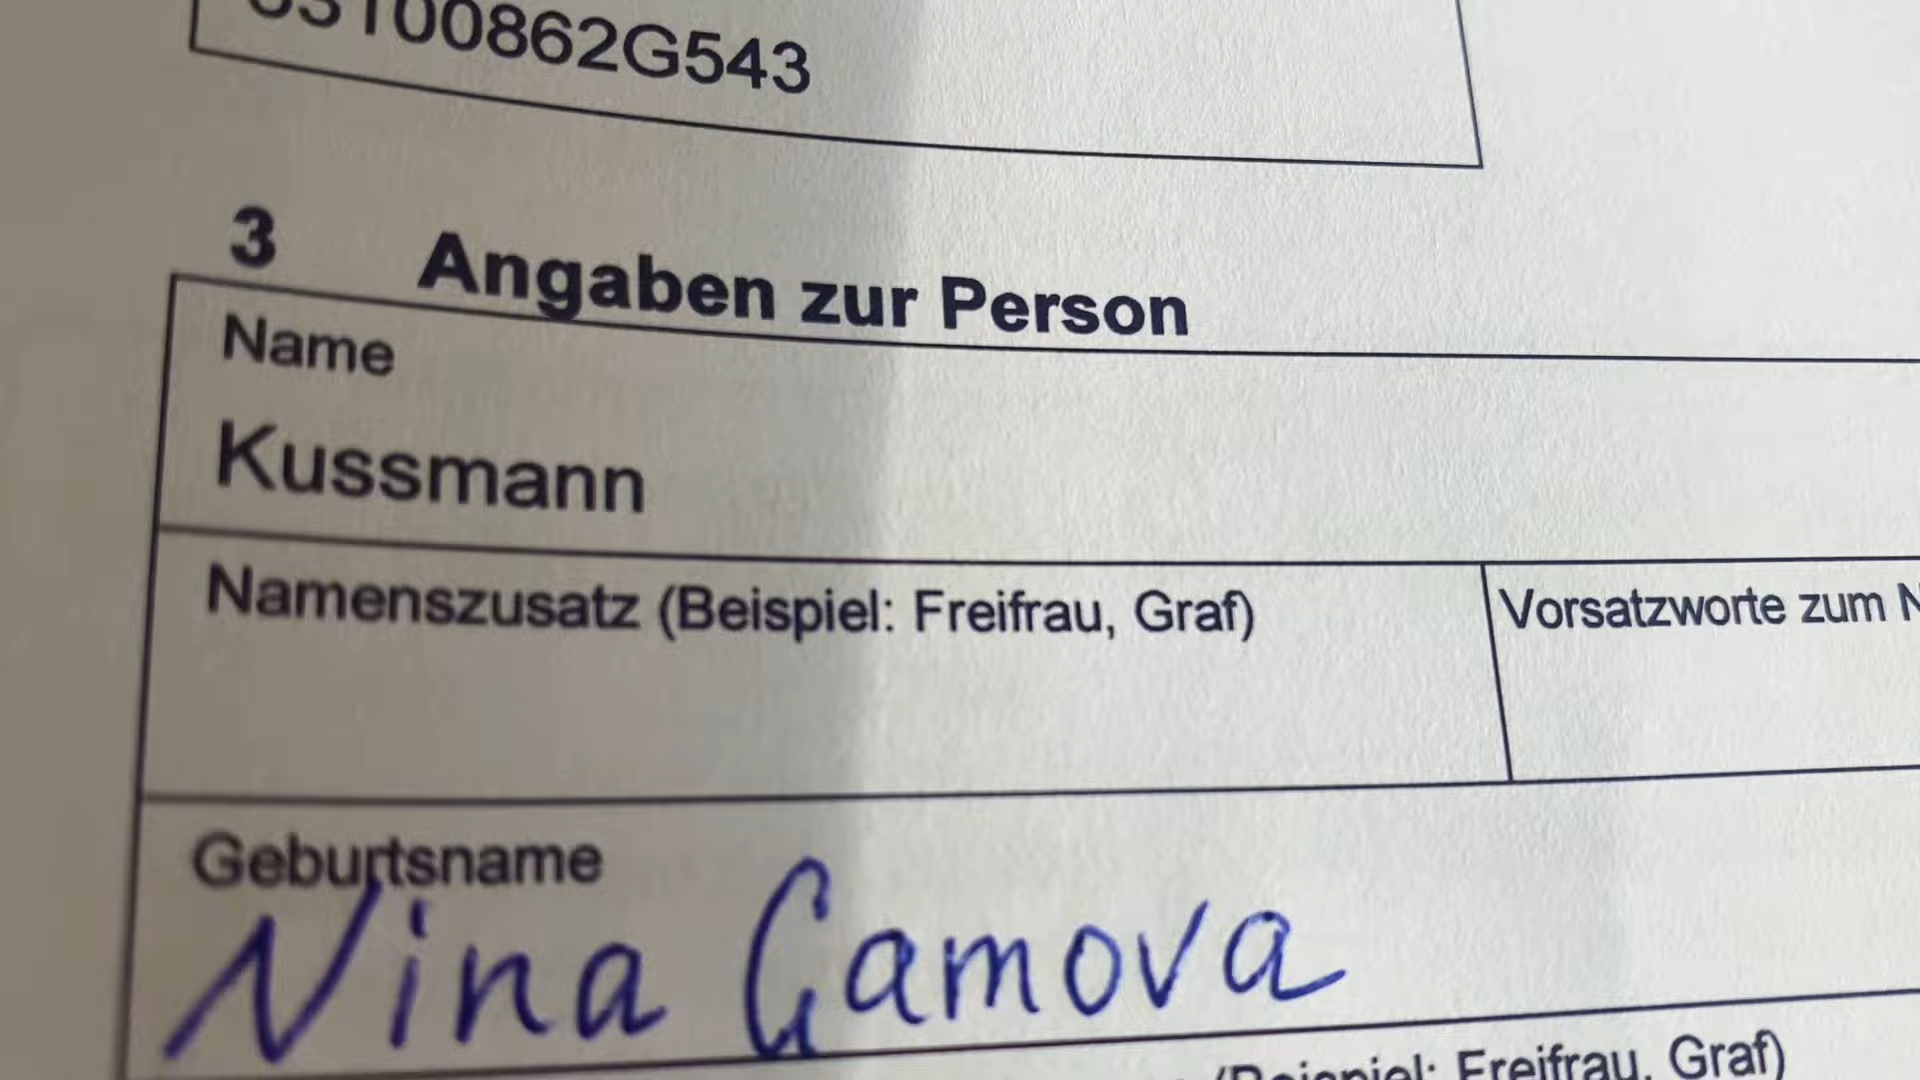 00862G543
3 Angaben zur Person
Name
Kussmann
Namenszusatz (Beispiel: Freifrau, Graf)
Vorsatzworte zum
Geburtsname
Nina Gamova
(Beispiel: Freifrau, Graf)